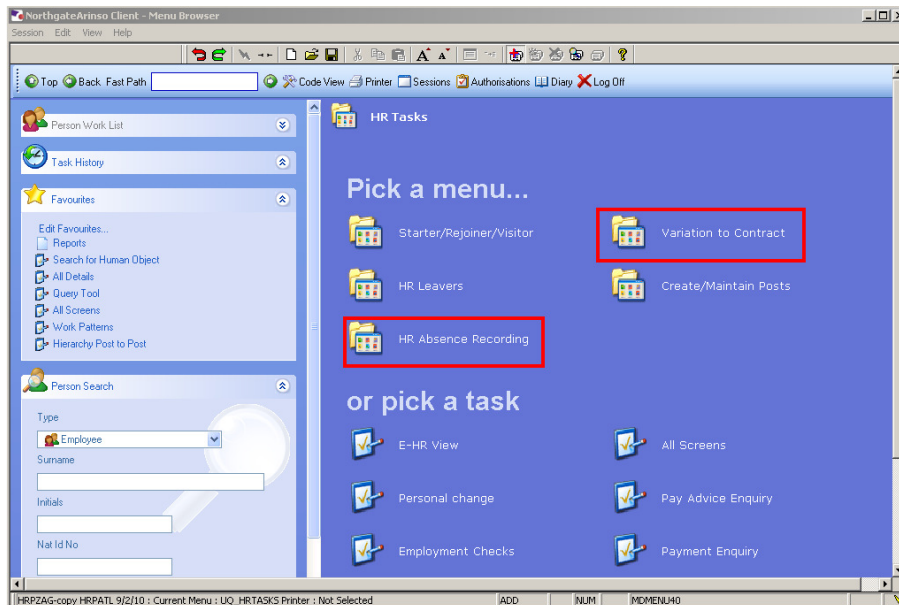 NorthgateArinso Client - Menu Browser
Session Edit View Help
Top Back Fast Path Code View Printer Sessions Authorisations Diary Log Off
Person Work List
Task History
Favourites
Edit Favourites...
Reports
Search for Human Object
All Details
Query Tool
All Screens
Work Patterns
Hierarchy Post to Post
Person Search
Type
Employee
Surname
Initials
Nat Id No
HR Tasks
Pick a menu...
Starter/Rejoiner/Visitor Variation to Contract
HR Leavers Create/Maintain Posts
HR Absence Recording
or pick a task
E-HR View All Screens
Personal change Pay Advice Enquiry
Employment Checks Payment Enquiry
HRPZAG-copy HRPATL 9/2/10 : Current Menu : UQ_HRTASKS Printer : Not Selected ADD NUM MDMENU40